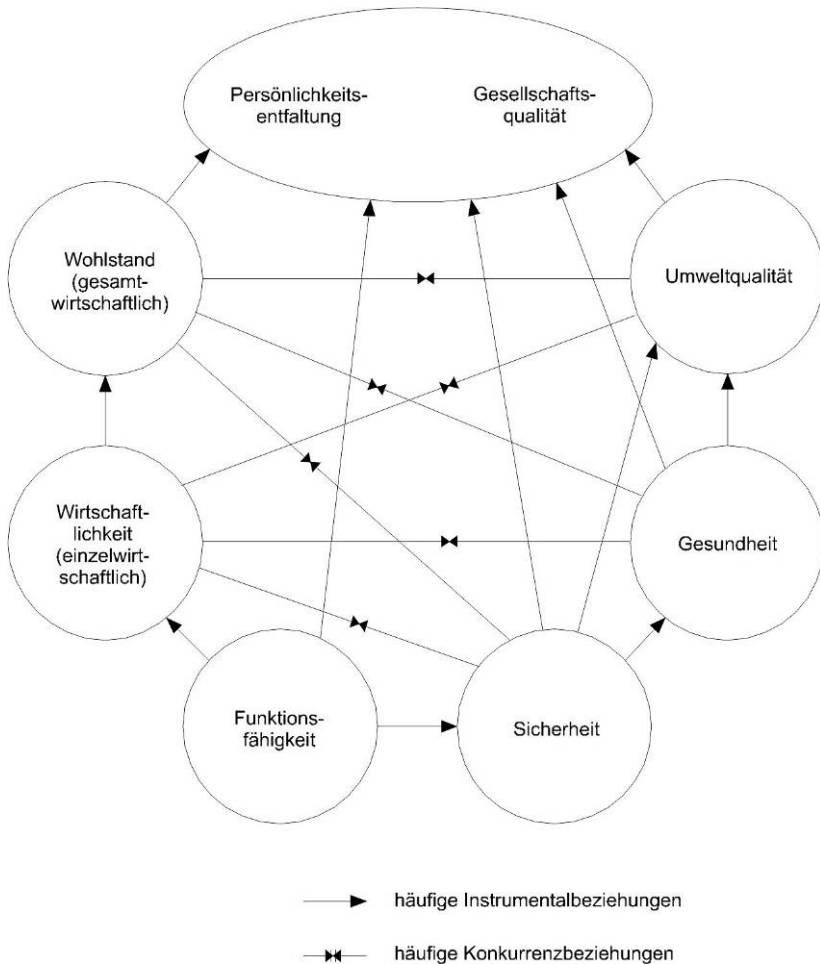 Persönlichkeits-
entfaltung
Gesellschafts-
qualität
Wohlstand
(gesamt-
wirtschaftlich)
Umweltqualität
Wirtschaft-
lichkeit
(einzelwirt-
schaftlich)
Gesundheit
Funktions-
fähigkeit
Sicherheit
häufige Instrumentalbeziehungen
häufige Konkurrenzbeziehungen